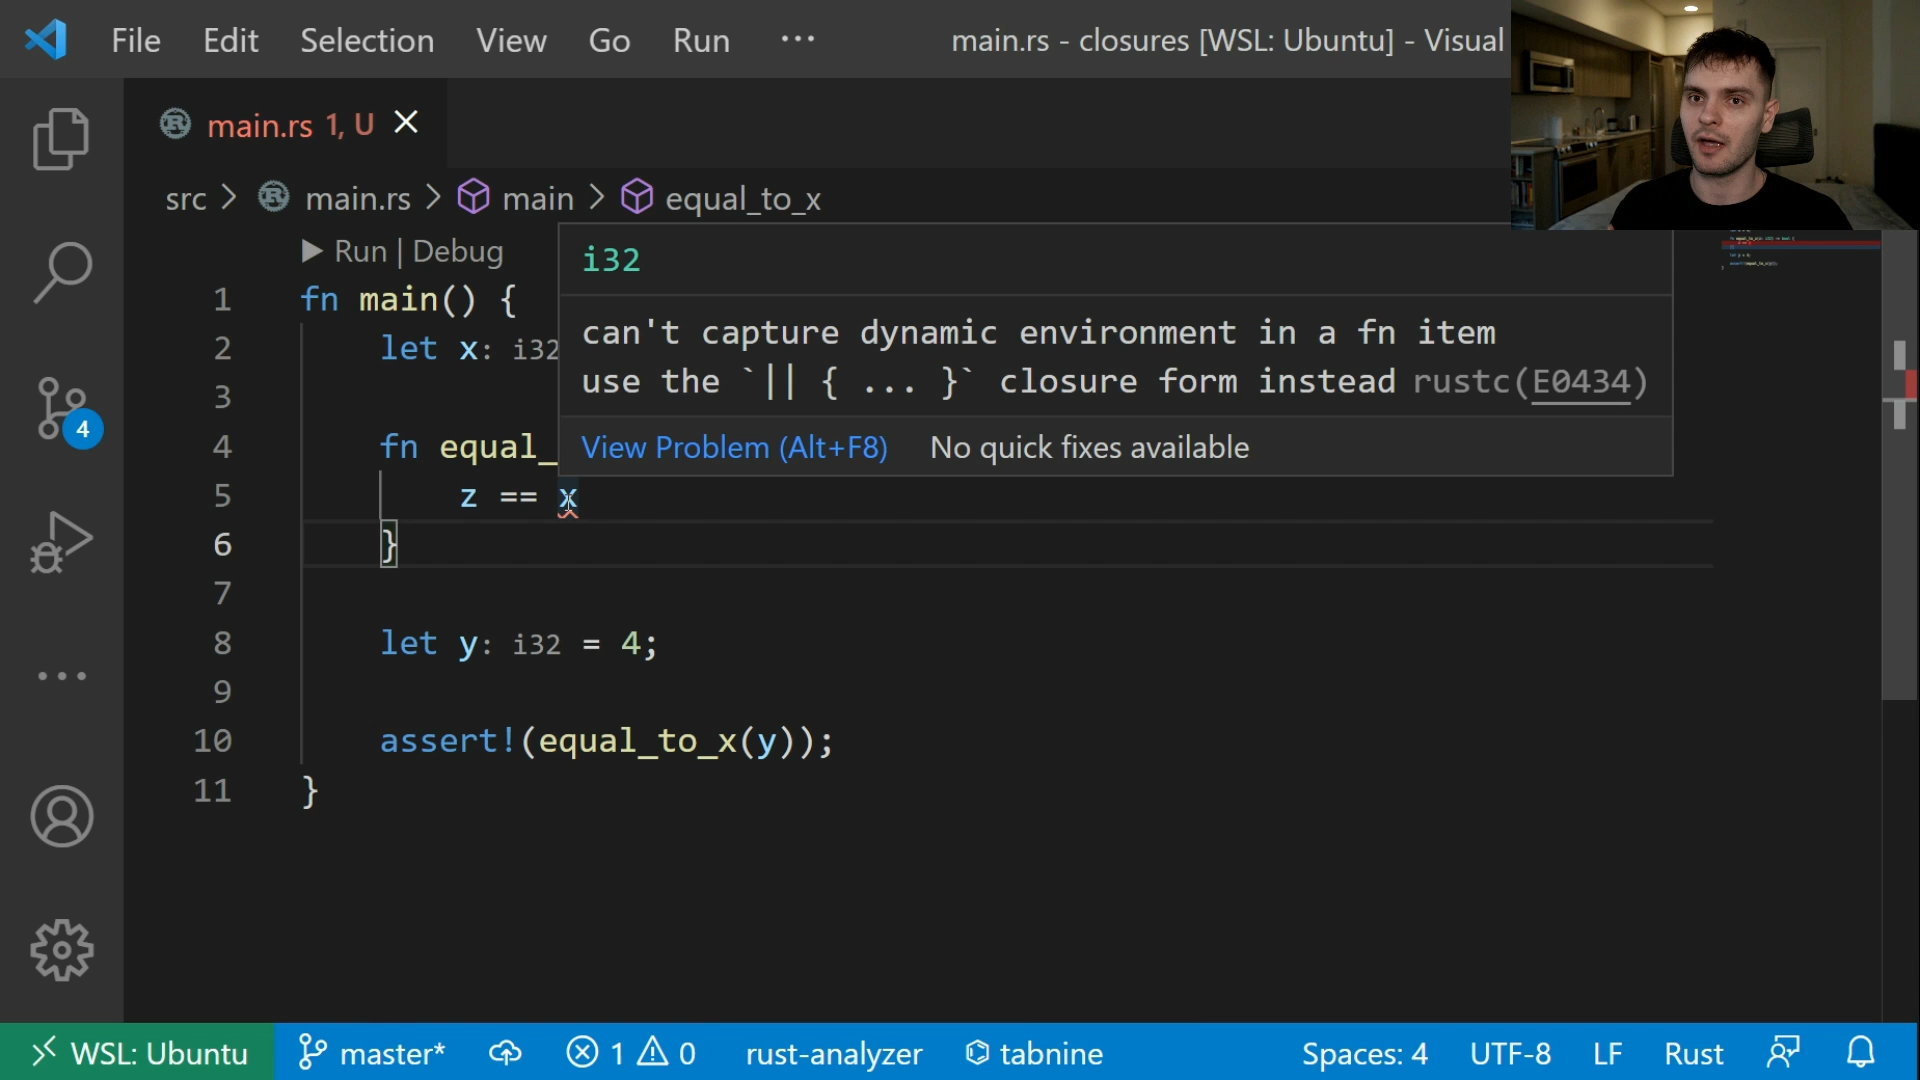 File Edit Selection View Go Run ··· main.rs - closures [WSL: Ubuntu] - Visual
main.rs 1, U ×
src > main.rs > main > equal_to_x
Run | Debug
i32
can't capture dynamic environment in a fn item
use the `|| { ... }` closure form instead rustc(E0434)
View Problem (Alt+F8) No quick fixes available
1 fn main() {
2 let x: i32
3
4 fn equal_
5 z == x
6 }
7
8 let y: i32 = 4;
9
10 assert!(equal_to_x(y));
11 }
4
WSL: Ubuntu master* 1 0 rust-analyzer tabnine Spaces: 4 UTF-8 LF Rust